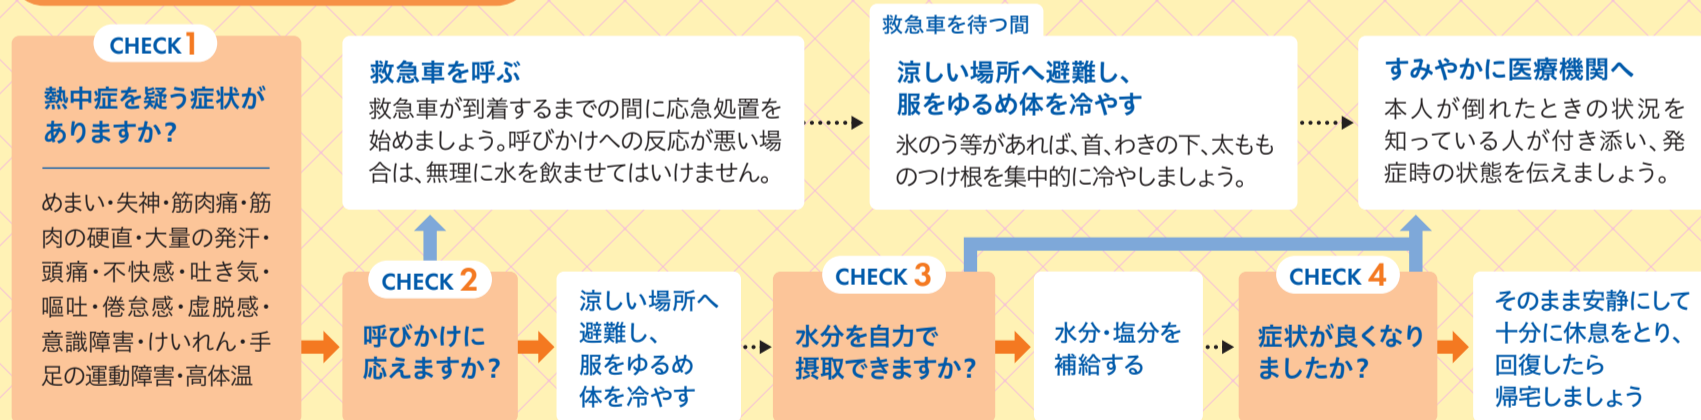 CHECK 1
熱中症を疑う症状が
ありますか？
めまい・失神・筋肉痛・筋
肉の硬直・大量の発汗・
頭痛・不快感・吐き気・
嘔吐・倦怠感・虚脱感・
意識障害・けいれん・手
足の運動障害・高体温
救急車を呼ぶ
救急車が到着するまでの間に応急処置を
始めましょう。呼びかけへの反応が悪い場
合は、無理に水を飲ませてはいけません。
救急車を待つ間
涼しい場所へ避難し、
服をゆるめ体を冷やす
氷のう等があれば、首、わきの下、太もも
のつけ根を集中的に冷やしましょう。
すみやかに医療機関へ
本人が倒れたときの状況を
知っている人が付き添い、発
症時の状態を伝えましょう。
CHECK 2
呼びかけに
応えますか？
涼しい場所へ
避難し、
服をゆるめ
体を冷やす
CHECK 3
水分を自力で
摂取できますか？
水分・塩分を
補給する
CHECK 4
症状が良くなり
ましたか？
そのまま安静にして
十分に休息をとり、
回復したら
帰宅しましょう